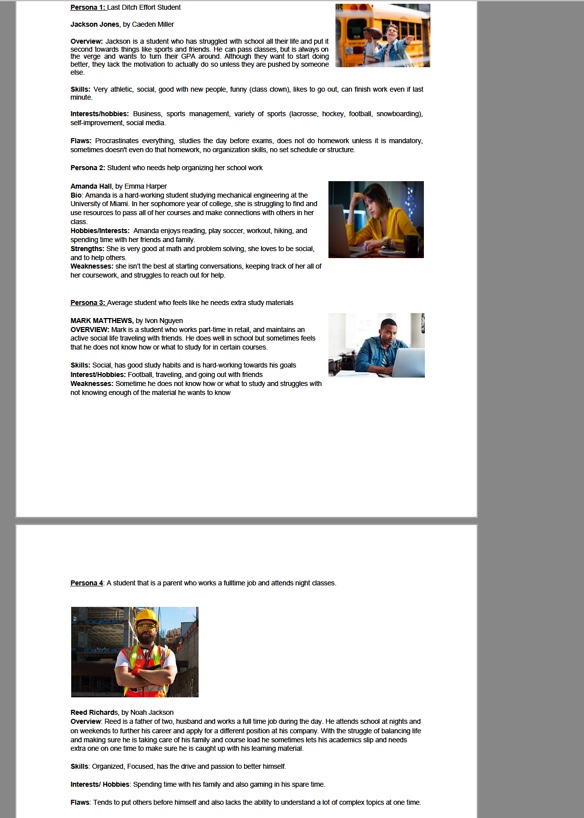 Persona 1: Last Ditch Effort Student
Jackson Jones, by Caeden Miller
Overview: Jackson is a student who has struggled with school all their life and put it
second towards things like sports and friends. He can pass classes, but is always on
the verge and wants to turn their GPA around. Although they want to start doing
better, they lack the motivation to actually do so unless they are pushed by someone
else.
Skills: Very athletic, social, good with new people, funny (class clown), likes to go out, can finish work even if last
minute.
Interests/hobbies: Business, sports management, variety of sports (lacrosse, hockey, football, snowboarding),
self-improvement, social media.
Flaws: Procrastinates everything, studies the day before exams, does not do homework unless it is mandatory,
sometimes doesn't even do that homework, no organization skills, no set schedule or structure.
Persona 2: Student who needs help organizing her school work
Amanda Hall, by Emma Harper
Bio: Amanda is a hard-working student studying mechanical engineering at the
University of Miami. In her sophomore year of college, she is struggling to find and
use resources to pass all of her courses and make connections with others in her
class.
Hobbies/Interests: Amanda enjoys reading, play soccer, workout, hiking, and
spending time with her friends and family.
Strengths: She is very good at math and problem solving, she loves to be social,
and to help others.
Weaknesses: she isn't the best at starting conversations, keeping track of her all of
her coursework, and struggles to reach out for help.
Persona 3: Average student who feels like he needs extra study materials
MARK MATTHEWS, by Ivon Nguyen
OVERVIEW: Mark is a student who works part-time in retail, and maintains an
active social life traveling with friends. He does well in school but sometimes feels
that he does not know how or what to study for in certain courses.
Skills: Social, has good study habits and is hard-working towards his goals
Interest/Hobbies: Football, traveling, and going out with friends
Weaknesses: Sometime he does not know how or what to study and struggles with
not knowing enough of the material he wants to know
Persona 4: A student that is a parent who works a fulltime job and attends night classes.
Reed Richards, by Noah Jackson
Overview: Reed is a father of two, husband and works a full time job during the day. He attends school at nights and
on weekends to further his career and apply for a different position at his company. With the struggle of balancing life
and making sure he is taking care of his family and course load he sometimes lets his academics slip and needs
extra one on one time to make sure he is caught up with his learning material.
Skills: Organized, Focused, has the drive and passion to better himself.
Interests/ Hobbies: Spending time with his family and also gaming in his spare time.
Flaws: Tends to put others before himself and also lacks the ability to understand a lot of complex topics at one time.